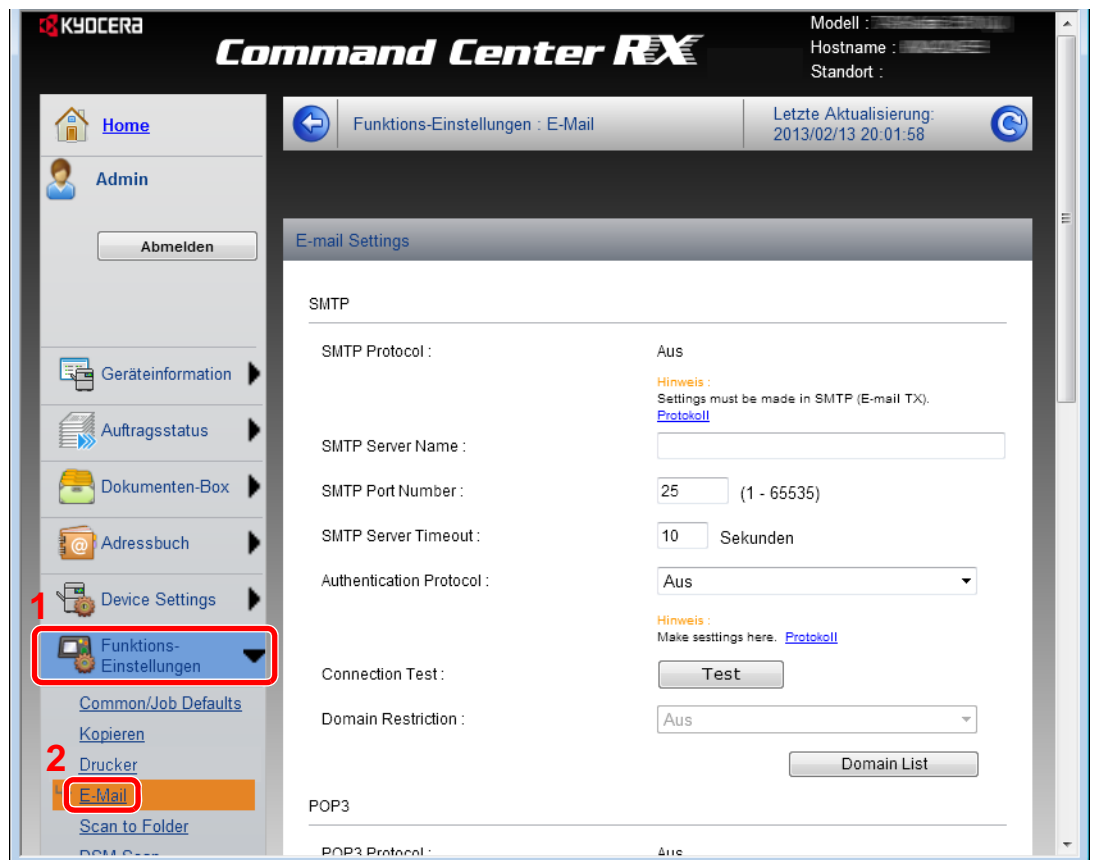 KYOCERA
Command Center RX
Modell :
Hostname :
Standort :
Home
Funktions-Einstellungen : E-Mail
Letzte Aktualisierung:
2013/02/13 20:01:58
Admin
Abmelden
E-mail Settings
SMTP
SMTP Protocol :
Aus
Hinweis :
Settings must be made in SMTP (E-mail TX).
Protokoll
SMTP Server Name :
SMTP Port Number :
25
(1 - 65535)
SMTP Server Timeout :
10
Sekunden
Authentication Protocol :
Aus
Hinweis :
Make sesttings here. Protokoll
Connection Test :
Test
Domain Restriction :
Aus
Domain List
POP3
POP3 Protocol :
Aus
Geräteinformation
Auftragsstatus
Dokumenten-Box
Adressbuch
Device Settings
1
Funktions-
Einstellungen
Common/Job Defaults
Kopieren
2
Drucker
E-Mail
Scan to Folder
DSM Scan